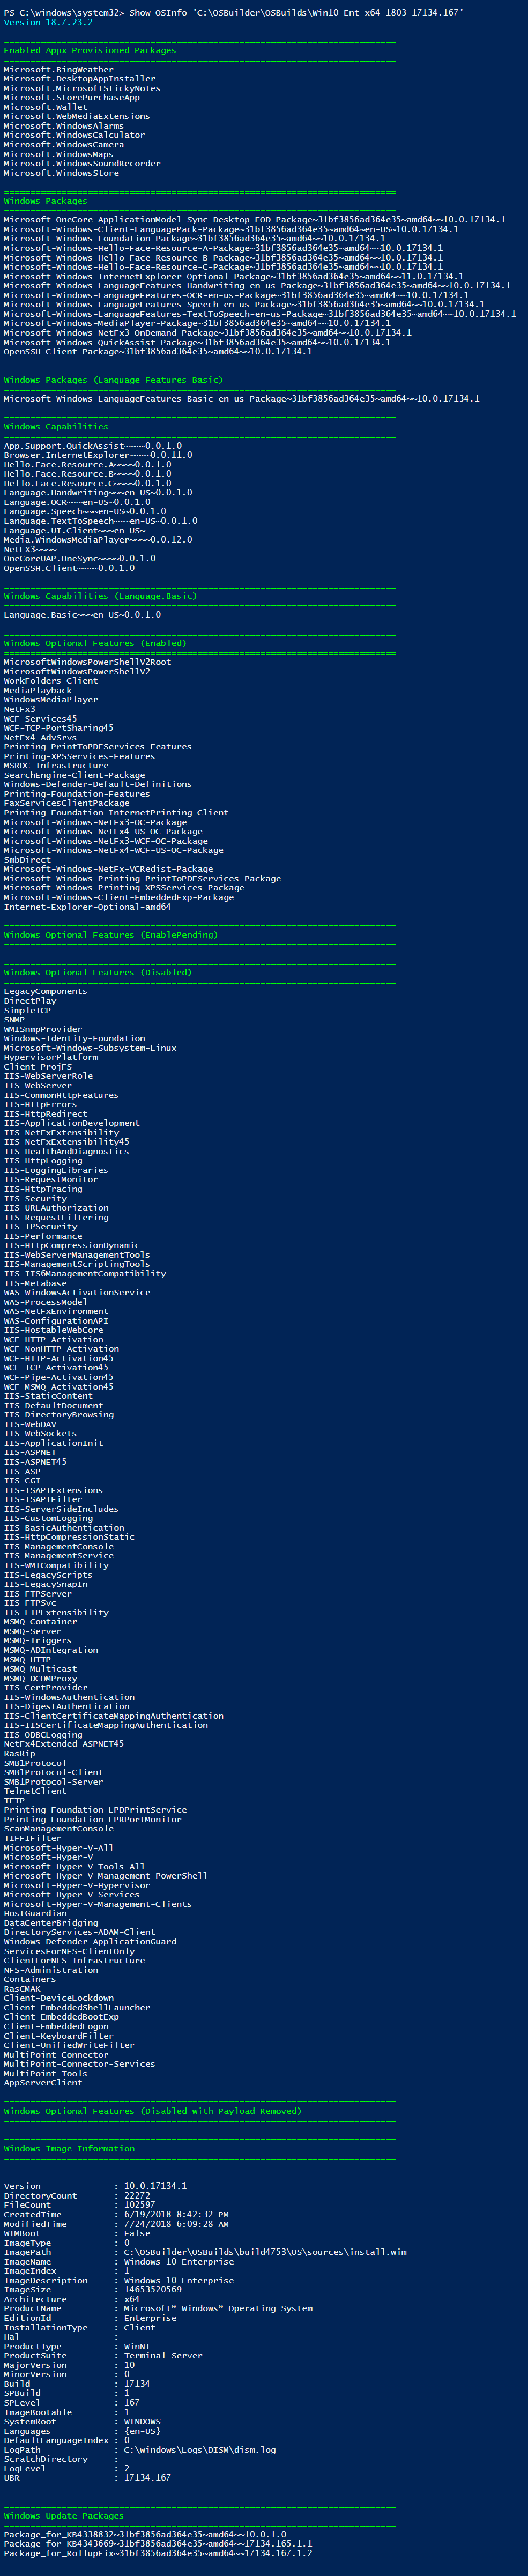 PS C:\windows\system32> Show-OSInfo 'C:\OSBuilder\OSBuilds\Win10 Ent x64 1803 17134.167'
Version 18.7.23.2
===========================================================================
Enabled Appx Provisioned Packages
===========================================================================
Microsoft.BingWeather
Microsoft.DesktopAppInstaller
Microsoft.MicrosoftStickyNotes
Microsoft.StorePurchaseApp
Microsoft.Wallet
Microsoft.WebMediaExtensions
Microsoft.WindowsAlarms
Microsoft.WindowsCalculator
Microsoft.WindowsCamera
Microsoft.WindowsMaps
Microsoft.WindowsSoundRecorder
Microsoft.WindowsStore
===========================================================================
Windows Packages
===========================================================================
Microsoft-OneCore-ApplicationModel-Sync-Desktop-FOD-Package~31bf3856ad364e35~amd64~~10.0.17134.1
Microsoft-Windows-Client-LanguagePack-Package~31bf3856ad364e35~amd64~en-US~10.0.17134.1
Microsoft-Windows-Foundation-Package~31bf3856ad364e35~amd64~~10.0.17134.1
Microsoft-Windows-Hello-Face-Resource-A-Package~31bf3856ad364e35~amd64~~10.0.17134.1
Microsoft-Windows-Hello-Face-Resource-B-Package~31bf3856ad364e35~amd64~~10.0.17134.1
Microsoft-Windows-Hello-Face-Resource-C-Package~31bf3856ad364e35~amd64~~10.0.17134.1
Microsoft-Windows-InternetExplorer-Optional-Package~31bf3856ad364e35~amd64~~11.0.17134.1
Microsoft-Windows-LanguageFeatures-Handwriting-en-us-Package~31bf3856ad364e35~amd64~~10.0.17134.1
Microsoft-Windows-LanguageFeatures-OCR-en-us-Package~31bf3856ad364e35~amd64~~10.0.17134.1
Microsoft-Windows-LanguageFeatures-Speech-en-us-Package~31bf3856ad364e35~amd64~~10.0.17134.1
Microsoft-Windows-LanguageFeatures-TextToSpeech-en-us-Package~31bf3856ad364e35~amd64~~10.0.17134.1
Microsoft-Windows-MediaPlayer-Package~31bf3856ad364e35~amd64~~10.0.17134.1
Microsoft-Windows-NetFx3-OnDemand-Package~31bf3856ad364e35~amd64~~10.0.17134.1
Microsoft-Windows-QuickAssist-Package~31bf3856ad364e35~amd64~~10.0.17134.1
OpenSSH-Client-Package~31bf3856ad364e35~amd64~~10.0.17134.1
===========================================================================
Windows Packages (Language Features Basic)
===========================================================================
Microsoft-Windows-LanguageFeatures-Basic-en-us-Package~31bf3856ad364e35~amd64~~10.0.17134.1
===========================================================================
Windows Capabilities
===========================================================================
App.Support.QuickAssist~~~~0.0.1.0
Browser.InternetExplorer~~~~0.0.11.0
Hello.Face.Resource.A~~~~0.0.1.0
Hello.Face.Resource.B~~~~0.0.1.0
Hello.Face.Resource.C~~~~0.0.1.0
Language.Handwriting~~~en-US~0.0.1.0
Language.OCR~~~en-US~0.0.1.0
Language.Speech~~~en-US~0.0.1.0
Language.TextToSpeech~~~en-US~0.0.1.0
Language.UI.Client~~~en-US~
Media.WindowsMediaPlayer~~~~0.0.12.0
NetFX3~~~~
OneCoreUAP.OneSync~~~~0.0.1.0
OpenSSH.Client~~~~0.0.1.0
===========================================================================
Windows Capabilities (Language.Basic)
===========================================================================
Language.Basic~~~en-US~0.0.1.0
===========================================================================
Windows Optional Features (Enabled)
===========================================================================
MicrosoftWindowsPowerShellV2Root
MicrosoftWindowsPowerShellV2
WorkFolders-Client
MediaPlayback
WindowsMediaPlayer
NetFx3
WCF-Services45
WCF-TCP-PortSharing45
NetFx4-AdvSrvs
Printing-PrintToPDFServices-Features
Printing-XPSServices-Features
MSRDC-Infrastructure
SearchEngine-Client-Package
Windows-Defender-Default-Definitions
Printing-Foundation-Features
FaxServicesClientPackage
Printing-Foundation-InternetPrinting-Client
Microsoft-Windows-NetFx3-OC-Package
Microsoft-Windows-NetFx4-US-OC-Package
Microsoft-Windows-NetFx3-WCF-OC-Package
Microsoft-Windows-NetFx4-WCF-US-OC-Package
SmbDirect
Microsoft-Windows-NetFx-VCRedist-Package
Microsoft-Windows-Printing-PrintToPDFServices-Package
Microsoft-Windows-Printing-XPSServices-Package
Microsoft-Windows-Client-EmbeddedExp-Package
Internet-Explorer-Optional-amd64
===========================================================================
Windows Optional Features (EnablePending)
===========================================================================
===========================================================================
Windows Optional Features (Disabled)
===========================================================================
LegacyComponents
DirectPlay
SimpleTCP
SNMP
WMISnmpProvider
Windows-Identity-Foundation
Microsoft-Windows-Subsystem-Linux
HypervisorPlatform
Client-ProjFS
IIS-WebServerRole
IIS-WebServer
IIS-CommonHttpFeatures
IIS-HttpErrors
IIS-HttpRedirect
IIS-ApplicationDevelopment
IIS-NetFxExtensibility
IIS-NetFxExtensibility45
IIS-HealthAndDiagnostics
IIS-HttpLogging
IIS-LoggingLibraries
IIS-RequestMonitor
IIS-HttpTracing
IIS-Security
IIS-URLAuthorization
IIS-RequestFiltering
IIS-IPSecurity
IIS-Performance
IIS-HttpCompressionDynamic
IIS-WebServerManagementTools
IIS-ManagementScriptingTools
IIS-IIS6ManagementCompatibility
IIS-Metabase
WAS-WindowsActivationService
WAS-ProcessModel
WAS-NetFxEnvironment
WAS-ConfigurationAPI
IIS-HostableWebCore
WCF-HTTP-Activation
WCF-NonHTTP-Activation
WCF-HTTP-Activation45
WCF-TCP-Activation45
WCF-Pipe-Activation45
WCF-MSMQ-Activation45
IIS-StaticContent
IIS-DefaultDocument
IIS-DirectoryBrowsing
IIS-WebDAV
IIS-WebSockets
IIS-ApplicationInit
IIS-ASPNET
IIS-ASPNET45
IIS-ASP
IIS-CGI
IIS-ISAPIExtensions
IIS-ISAPIFilter
IIS-ServerSideIncludes
IIS-CustomLogging
IIS-BasicAuthentication
IIS-HttpCompressionStatic
IIS-ManagementConsole
IIS-ManagementService
IIS-WMICompatibility
IIS-LegacyScripts
IIS-LegacySnapIn
IIS-FTPServer
IIS-FTPSvc
IIS-FTPExtensibility
MSMQ-Container
MSMQ-Server
MSMQ-Triggers
MSMQ-ADIntegration
MSMQ-HTTP
MSMQ-Multicast
MSMQ-DCOMProxy
IIS-CertProvider
IIS-WindowsAuthentication
IIS-DigestAuthentication
IIS-ClientCertificateMappingAuthentication
IIS-IISCertificateMappingAuthentication
IIS-ODBCLogging
NetFx4Extended-ASPNET45
RasRip
SMB1Protocol
SMB1Protocol-Client
SMB1Protocol-Server
TelnetClient
TFTP
Printing-Foundation-LPDPrintService
Printing-Foundation-LPRPortMonitor
ScanManagementConsole
TIFFIFilter
Microsoft-Hyper-V-All
Microsoft-Hyper-V
Microsoft-Hyper-V-Tools-All
Microsoft-Hyper-V-Management-PowerShell
Microsoft-Hyper-V-Hypervisor
Microsoft-Hyper-V-Services
Microsoft-Hyper-V-Management-Clients
HostGuardian
DataCenterBridging
DirectoryServices-ADAM-Client
Windows-Defender-ApplicationGuard
ServicesForNFS-ClientOnly
ClientForNFS-Infrastructure
NFS-Administration
Containers
RasCMAK
Client-DeviceLockdown
Client-EmbeddedShellLauncher
Client-EmbeddedBootExp
Client-EmbeddedLogon
Client-KeyboardFilter
Client-UnifiedWriteFilter
MultiPoint-Connector
MultiPoint-Connector-Services
MultiPoint-Tools
AppServerClient
===========================================================================
Windows Optional Features (Disabled with Payload Removed)
===========================================================================
===========================================================================
Windows Image Information
===========================================================================
Version : 10.0.17134.1
DirectoryCount : 22272
FileCount : 102597
CreatedTime : 6/19/2018 8:42:32 PM
ModifiedTime : 7/24/2018 6:09:28 AM
WIMBoot : False
ImageType : 0
ImagePath : C:\OSBuilder\OSBuilds\build4753\OS\sources\install.wim
ImageName : Windows 10 Enterprise
ImageIndex : 1
ImageDescription : Windows 10 Enterprise
ImageSize : 14653520569
Architecture : x64
ProductName : Microsoft® Windows® Operating System
EditionId : Enterprise
InstallationType : Client
Hal :
ProductType : WinNT
ProductSuite : Terminal Server
MajorVersion : 10
MinorVersion : 0
Build : 17134
SPBuild : 1
SPLevel : 167
ImageBootable : 1
SystemRoot : WINDOWS
Languages : {en-US}
DefaultLanguageIndex : 0
LogPath : C:\windows\Logs\DISM\dism.log
ScratchDirectory :
LogLevel : 2
UBR : 17134.167
===========================================================================
Windows Update Packages
===========================================================================
Package_for_KB4338832~31bf3856ad364e35~amd64~~10.0.1.0
Package_for_KB4343669~31bf3856ad364e35~amd64~~17134.165.1.1
Package_for_RollupFix~31bf3856ad364e35~amd64~~17134.167.1.2